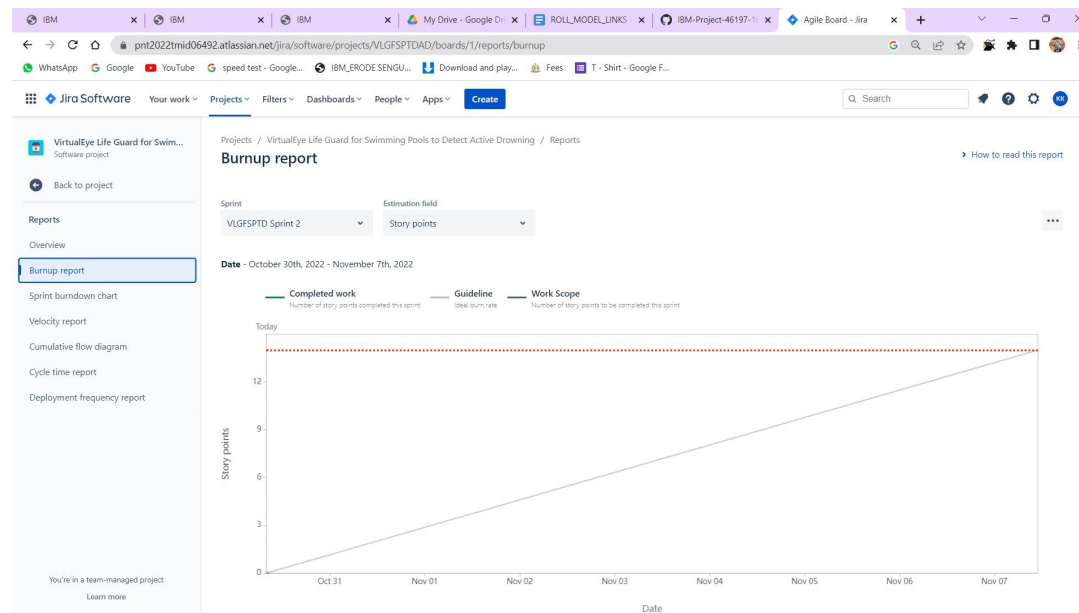 IBM
IBM
IBM
My Drive - Google Dri
ROLL_MODEL_LINKS -
IBM-Project-46197-1
Agile Board - Jira
pnt2022tmid06492.atlassian.net/jira/software/projects/VLGFSPTDAD/boards/1/reports/burnup
WhatsApp
Google
YouTube
speed test - Google...
IBM_ERODE SENGU...
Download and play...
Fees
T - Shirt - Google F...
Jira Software
Your work
Projects
Filters
Dashboards
People
Apps
Create
Search
KK
VirtualEye Life Guard for Swim...
Software project
Back to project
Reports
Overview
Burnup report
Sprint burndown chart
Velocity report
Cumulative flow diagram
Cycle time report
Deployment frequency report
You're in a team-managed project
Learn more
Projects / VirtualEye Life Guard for Swimming Pools to Detect Active Drowning / Reports
Burnup report
How to read this report
Sprint
Estimation field
VLGFSPTD Sprint 2
Story points
Date - October 30th, 2022 - November 7th, 2022
Completed work
Number of story points completed this sprint
Guideline
Ideal burn rate
Work Scope
Number of story points to be completed this sprint
Today
12
9
6
3
0
Story points
Oct 31
Nov 01
Nov 02
Nov 03
Nov 04
Nov 05
Nov 06
Nov 07
Date